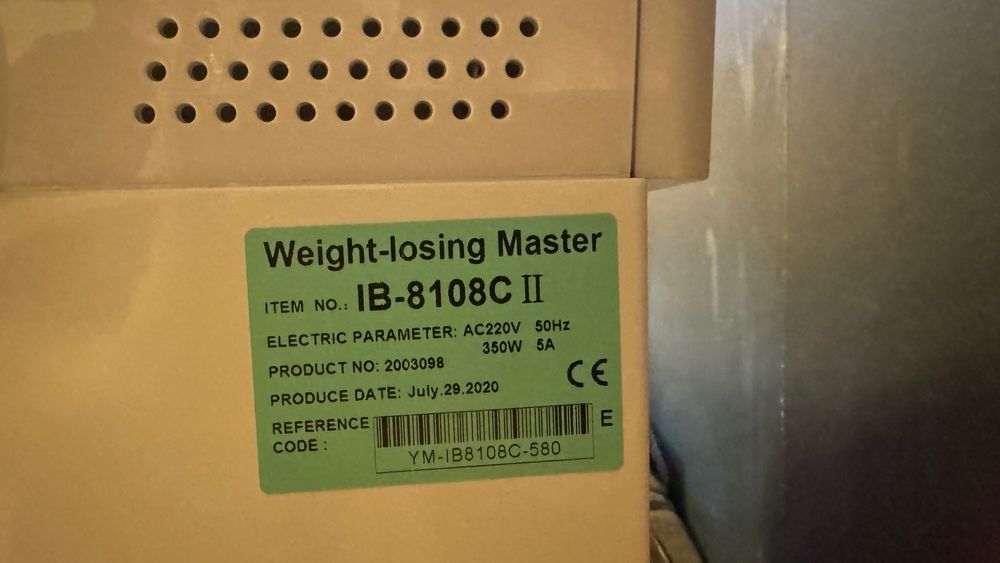 Weight-losing Master
ITEM NO.: IB-8108C II
ELECTRIC PARAMETER: AC220V 50Hz
350W 5A
PRODUCT NO: 2003098
PRODUCE DATE: July.29.2020
CE
REFERENCE
CODE :
E
YM-IB8108C-580